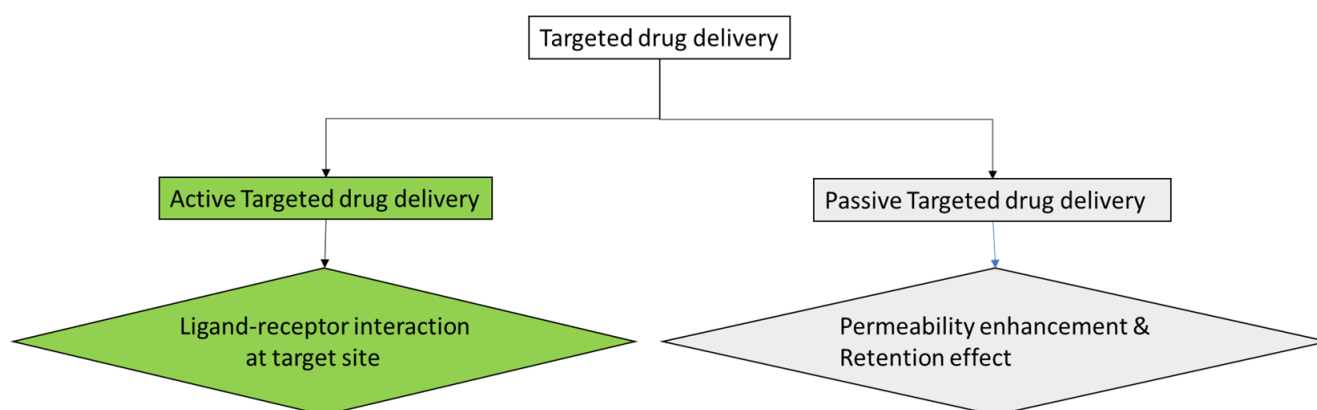 Targeted drug delivery
Active Targeted drug delivery
Passive Targeted drug delivery
Ligand-receptor interaction
at target site
Permeability enhancement &
Retention effect